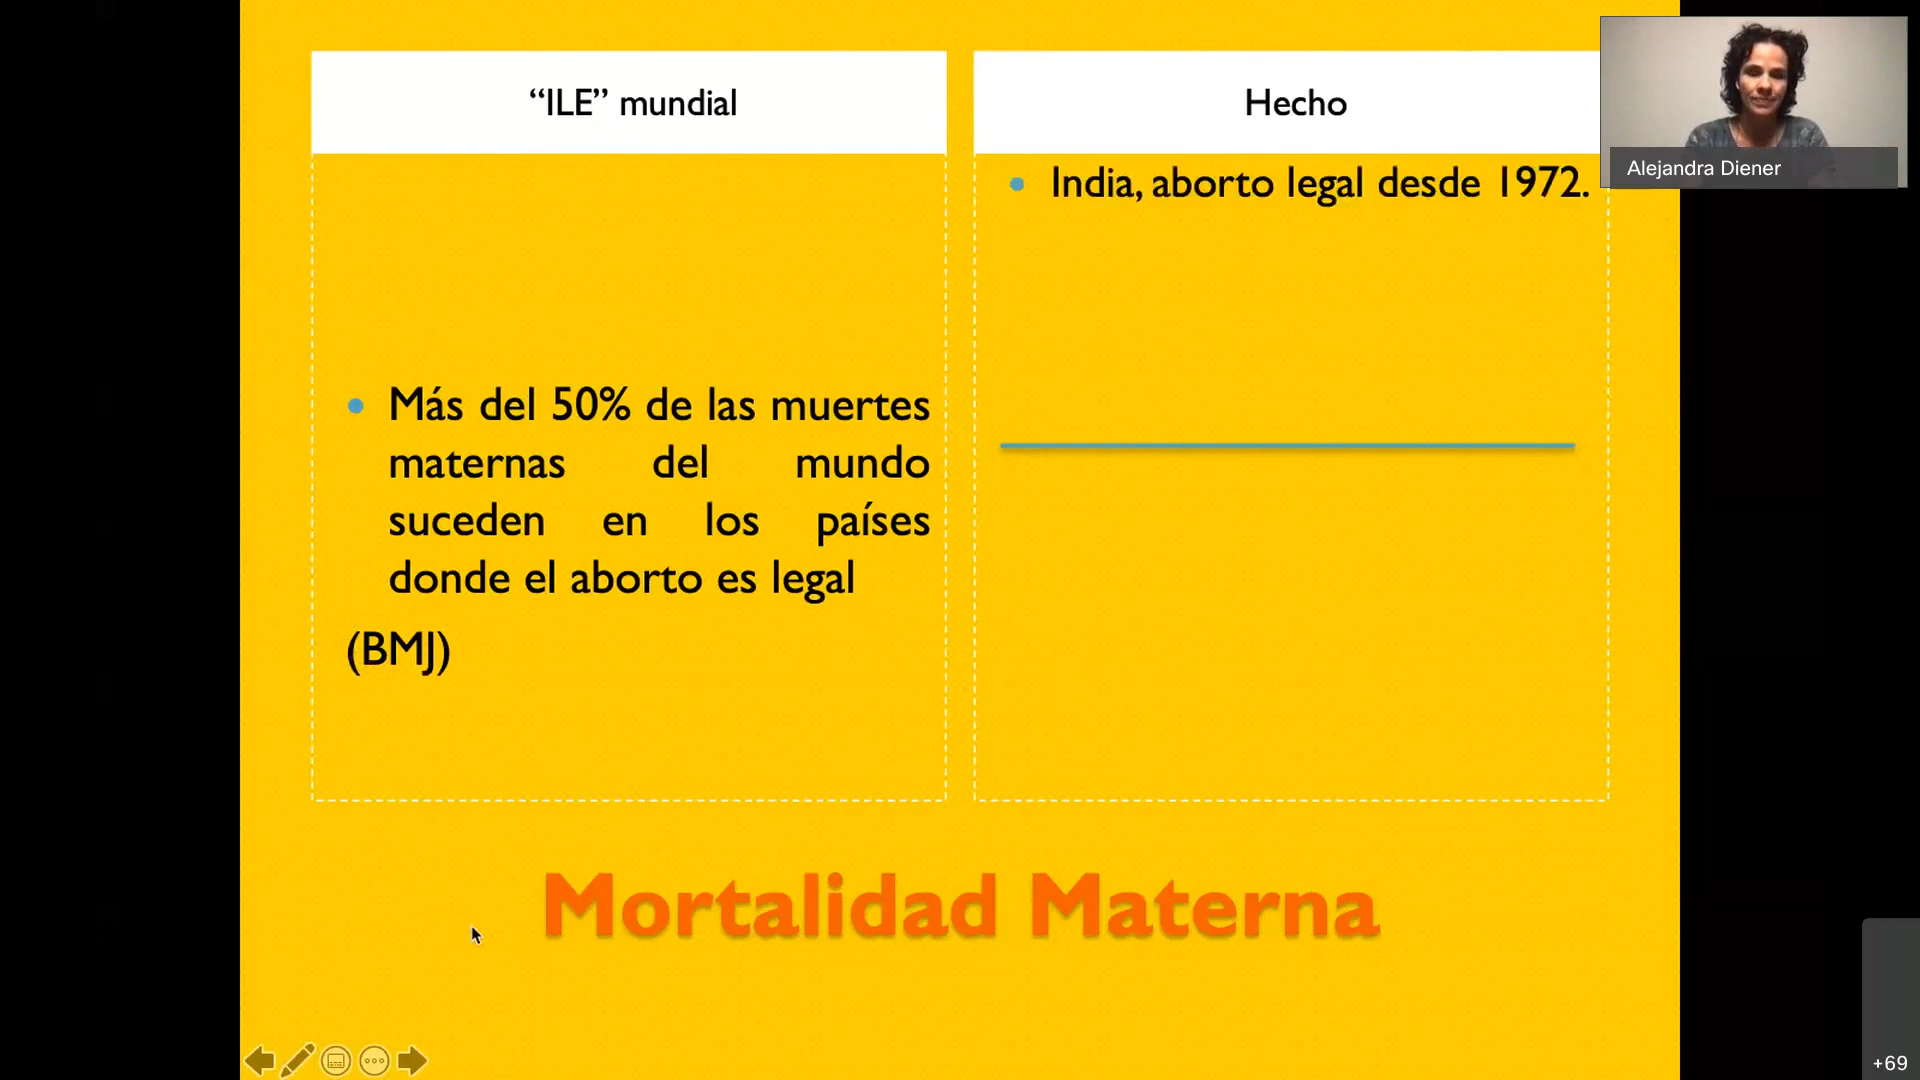 “ILE” mundial
Hecho
Alejandra Diener
• India, aborto legal desde 1972.
• Más del 50% de las muertes
maternas del mundo
suceden en los países
donde el aborto es legal
(BMJ)
Mortalidad Materna
+69